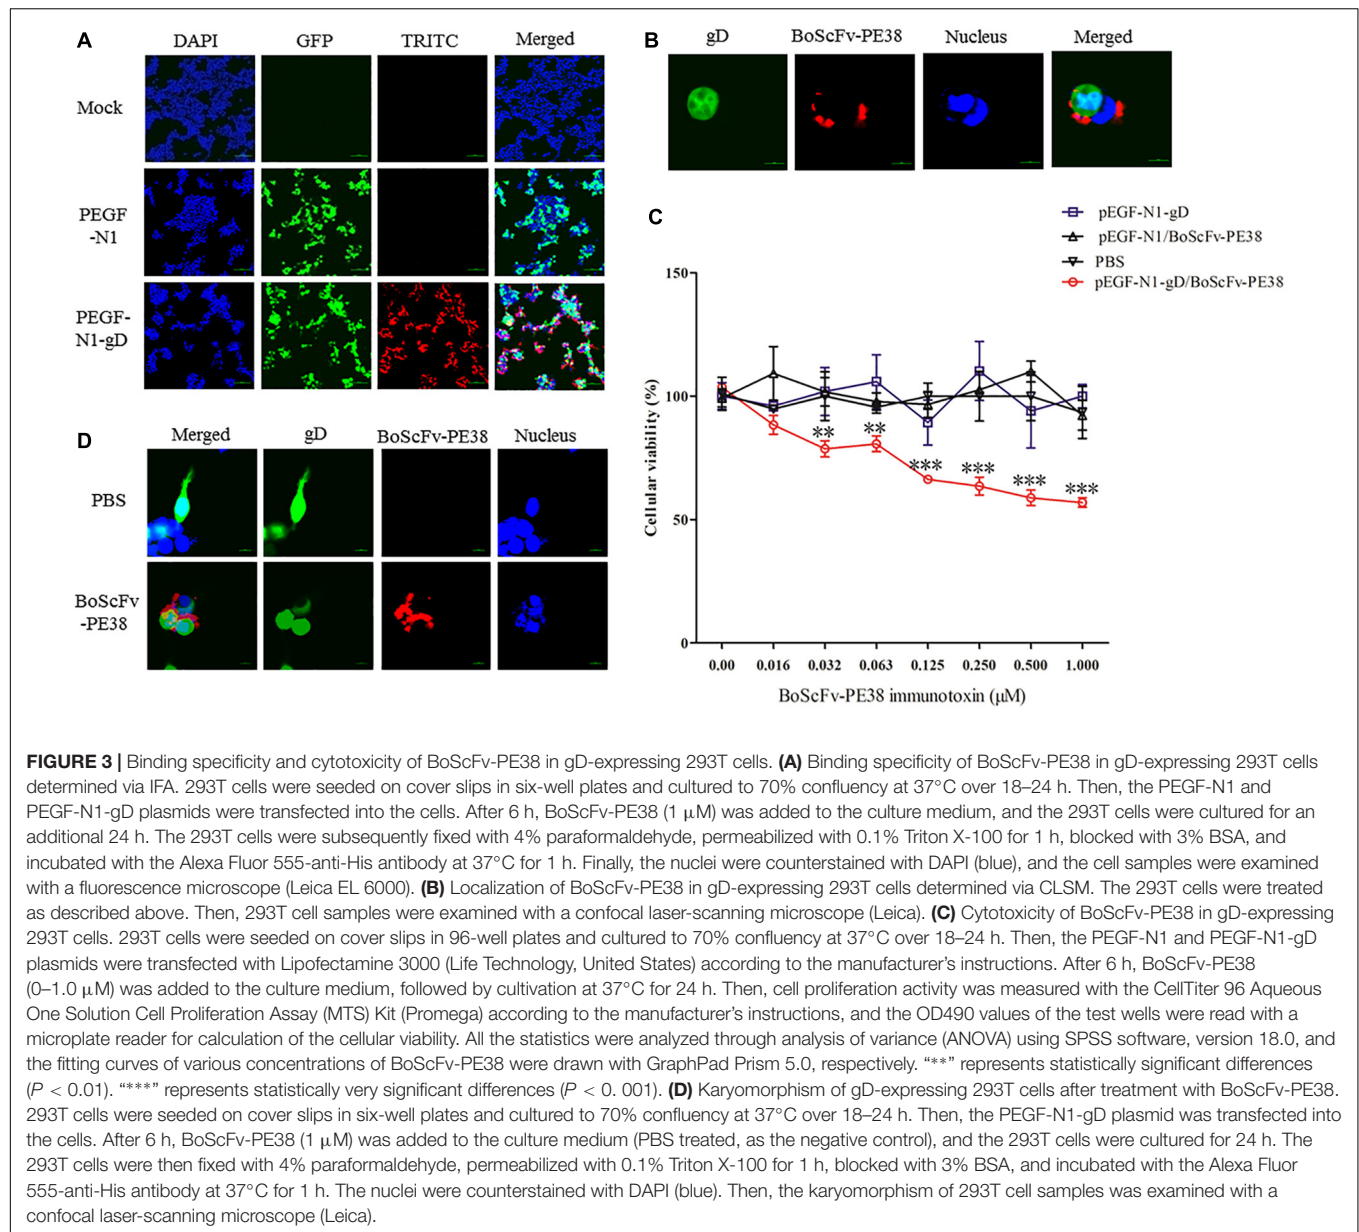 A
DAPI GFP TRITC Merged
Mock
PEGF
-N1
PEGF-
N1-gD
B
gD BoScFv-PE38 Nucleus Merged
C
pEGF-N1-gD
pEGF-N1/BoScFv-PE38
PBS
pEGF-N1-gD/BoScFv-PE38
150
100
50
0
Cellular viability (%)
** ** *** *** *** ***
0.00 0.016 0.032 0.063 0.125 0.250 0.500 1.000
BoScFv-PE38 immunotoxin (μM)
D
Merged gD BoScFv-PE38 Nucleus
PBS
BoScFv
-PE38
FIGURE 3 | Binding specificity and cytotoxicity of BoScFv-PE38 in gD-expressing 293T cells. (A) Binding specificity of BoScFv-PE38 in gD-expressing 293T cells
determined via IFA. 293T cells were seeded on cover slips in six-well plates and cultured to 70% confluency at 37°C over 18–24 h. Then, the PEGF-N1 and
PEGF-N1-gD plasmids were transfected into the cells. After 6 h, BoScFv-PE38 (1 μM) was added to the culture medium, and the 293T cells were cultured for an
additional 24 h. The 293T cells were subsequently fixed with 4% paraformaldehyde, permeabilized with 0.1% Triton X-100 for 1 h, blocked with 3% BSA, and
incubated with the Alexa Fluor 555-anti-His antibody at 37°C for 1 h. Finally, the nuclei were counterstained with DAPI (blue), and the cell samples were examined
with a fluorescence microscope (Leica EL 6000). (B) Localization of BoScFv-PE38 in gD-expressing 293T cells determined via CLSM. The 293T cells were treated
as described above. Then, 293T cell samples were examined with a confocal laser-scanning microscope (Leica). (C) Cytotoxicity of BoScFv-PE38 in gD-expressing
293T cells. 293T cells were seeded on cover slips in 96-well plates and cultured to 70% confluency at 37°C over 18–24 h. Then, the PEGF-N1 and PEGF-N1-gD
plasmids were transfected with Lipofectamine 3000 (Life Technology, United States) according to the manufacturer's instructions. After 6 h, BoScFv-PE38
(0–1.0 μM) was added to the culture medium, followed by cultivation at 37°C for 24 h. Then, cell proliferation activity was measured with the CellTiter 96 Aqueous
One Solution Cell Proliferation Assay (MTS) Kit (Promega) according to the manufacturer's instructions, and the OD490 values of the test wells were read with a
microplate reader for calculation of the cellular viability. All the statistics were analyzed through analysis of variance (ANOVA) using SPSS software, version 18.0, and
the fitting curves of various concentrations of BoScFv-PE38 were drawn with GraphPad Prism 5.0, respectively. "**" represents statistically significant differences
(P < 0.01). "***" represents statistically very significant differences (P < 0. 001). (D) Karyomorphism of gD-expressing 293T cells after treatment with BoScFv-PE38.
293T cells were seeded on cover slips in six-well plates and cultured to 70% confluency at 37°C over 18–24 h. Then, the PEGF-N1-gD plasmid was transfected into
the cells. After 6 h, BoScFv-PE38 (1 μM) was added to the culture medium (PBS treated, as the negative control), and the 293T cells were cultured for 24 h. The
293T cells were then fixed with 4% paraformaldehyde, permeabilized with 0.1% Triton X-100 for 1 h, blocked with 3% BSA, and incubated with the Alexa Fluor
555-anti-His antibody at 37°C for 1 h. The nuclei were counterstained with DAPI (blue). Then, the karyomorphism of 293T cell samples was examined with a
confocal laser-scanning microscope (Leica).